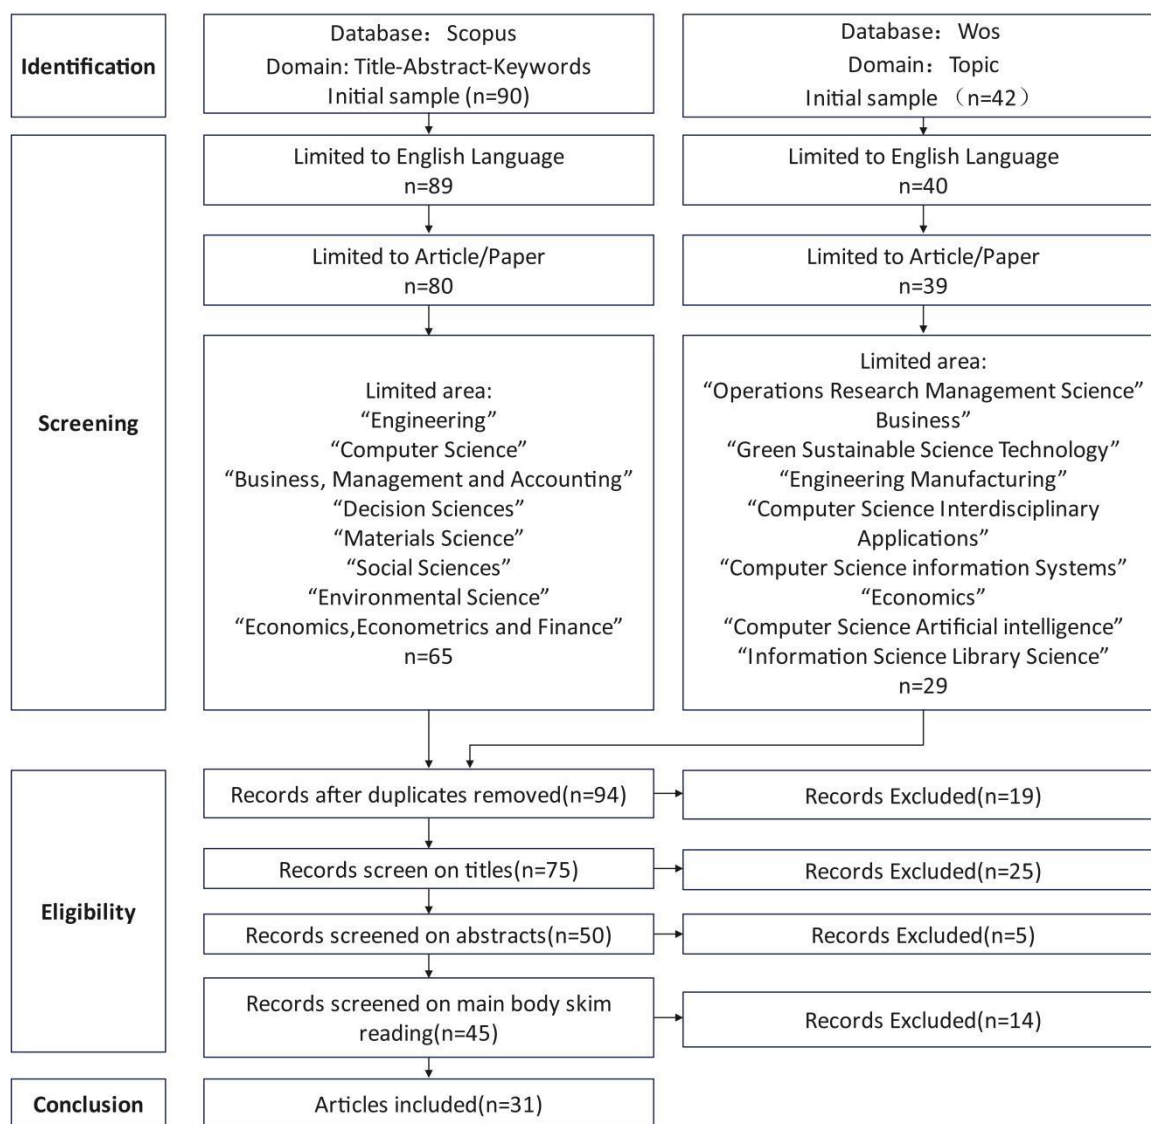 Identification
Database：Scopus
Domain: Title-Abstract-Keywords
Initial sample (n=90)
Database：Wos
Domain：Topic
Initial sample （n=42）
Screening
Limited to English Language
n=89
Limited to English Language
n=40
Limited to Article/Paper
n=80
Limited to Article/Paper
n=39
Limited area:
“Engineering”
“Computer Science”
“Business, Management and Accounting”
“Decision Sciences”
“Materials Science”
“Social Sciences”
“Environmental Science”
“Economics,Econometrics and Finance”
n=65
Limited area:
“Operations Research Management Science”
Business”
“Green Sustainable Science Technology”
“Engineering Manufacturing”
“Computer Science Interdisciplinary
Applications”
“Computer Science information Systems”
“Economics”
“Computer Science Artificial intelligence”
“Information Science Library Science”
n=29
Eligibility
Records after duplicates removed(n=94)
Records Excluded(n=19)
Records screen on titles(n=75)
Records Excluded(n=25)
Records screened on abstracts(n=50)
Records Excluded(n=5)
Records screened on main body skim
reading(n=45)
Records Excluded(n=14)
Conclusion
Articles included(n=31)